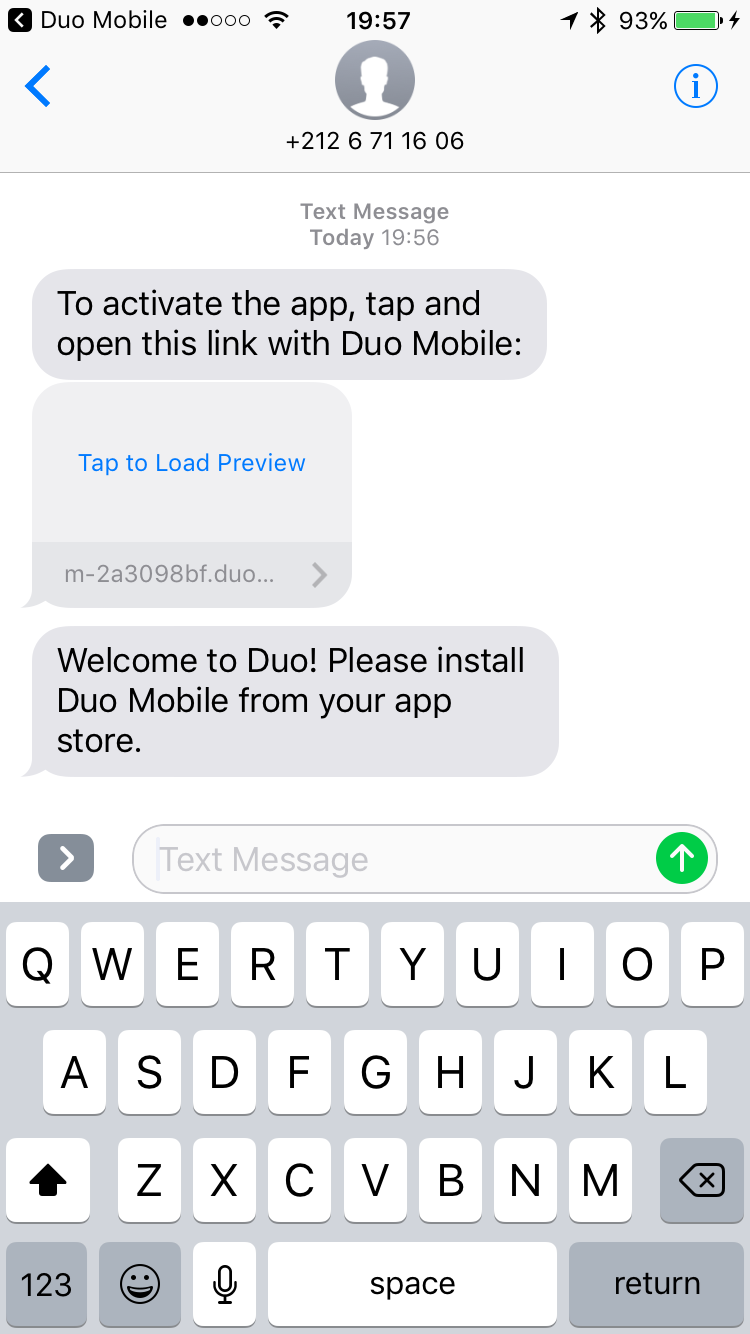 Duo Mobile 19:57 93%
+212 6 71 16 06
Text Message
Today 19:56
To activate the app, tap and
open this link with Duo Mobile:
Tap to Load Preview
m-2a3098bf.duo...
Welcome to Duo! Please install
Duo Mobile from your app
store.
Text Message
Q W E R T Y U I O P
A S D F G H J K L
Z X C V B N M
123 space return